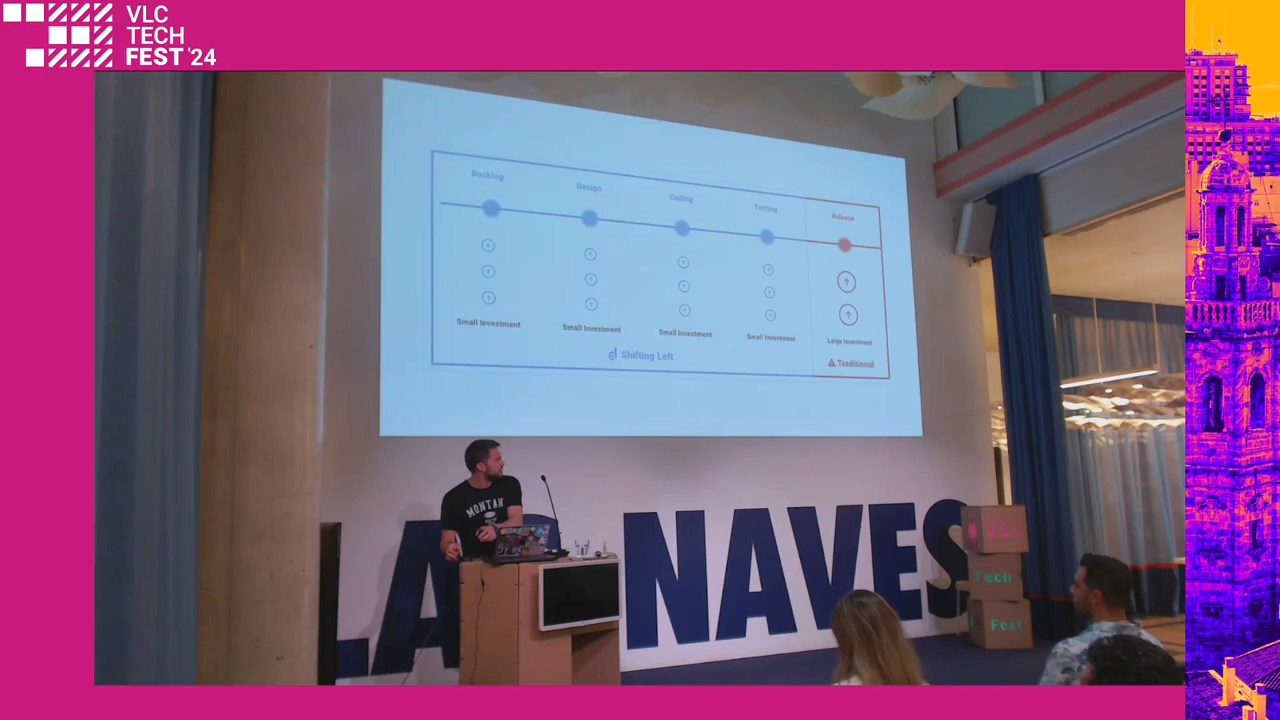 VLC
TECH
FEST '24
Backlog
Design
Coding
Testing
Release
Small Investment
Small Investment
Small Investment
Small Investment
Large Investment
Shifting Left
Traditional
MONTAN
NAVES
VLC
Tech
Fest